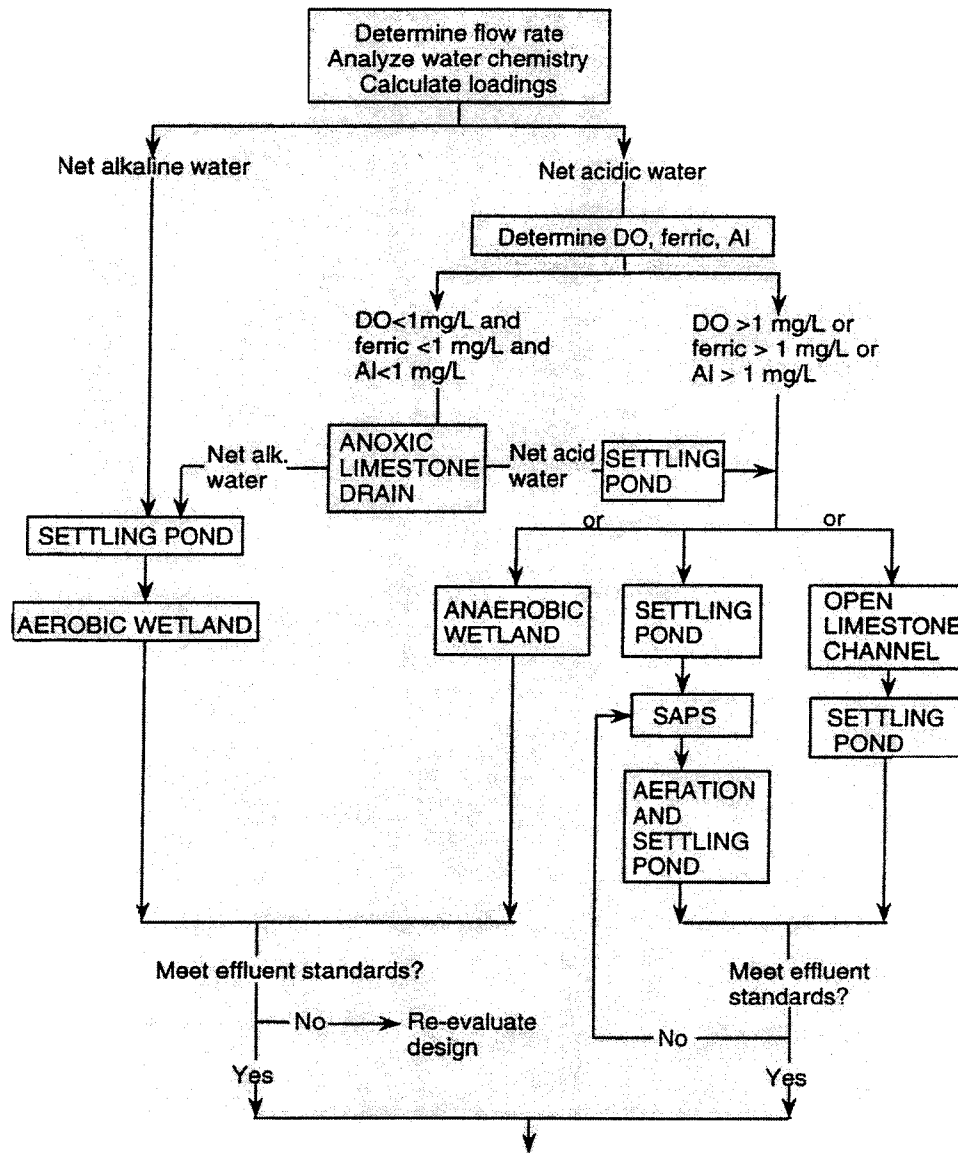 Determine flow rate
Analyze water chemistry
Calculate loadings
Net alkaline water
Net acidic water
Determine DO, ferric, Al
DO<1mg/L and
ferric <1 mg/L and
Al<1 mg/L
DO >1 mg/L or
ferric > 1 mg/L or
Al > 1 mg/L
Net alk.
water
ANOXIC
LIMESTONE
DRAIN
Net acid
water
SETTLING
POND
or
or
SETTLING POND
AEROBIC WETLAND
ANAEROBIC
WETLAND
SETTLING
POND
OPEN
LIMESTONE
CHANNEL
SAPS
SETTLING
POND
AERATION
AND
SETTLING
POND
Meet effluent standards?
Meet effluent
standards?
No
Re-evaluate
design
No
Yes
Yes